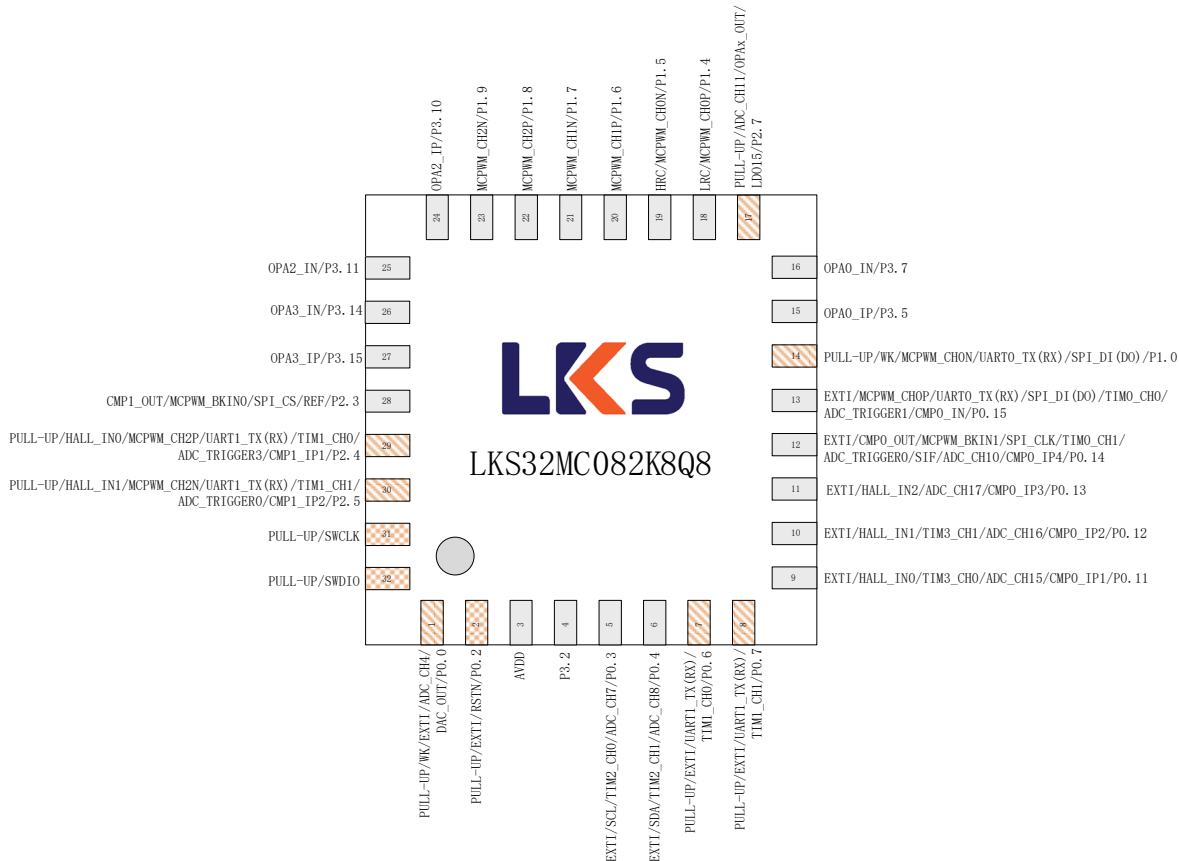 PULL-UP/ADC_CH11/OPAx_OUT/
LDO15/P2.7
LRC/MCPWM_CH0P/P1.4
HRC/MCPWM_CH0N/P1.5
MCPWM_CH1P/P1.6
MCPWM_CH1N/P1.7
MCPWM_CH2P/P1.8
MCPWM_CH2N/P1.9
OPA2_IP/P3.10
24
23
22
21
20
19
18
17
OPA2_IN/P3.11
25
OPA3_IN/P3.14
26
OPA3_IP/P3.15
27
CMP1_OUT/MCPWM_BKIN0/SPI_CS/REF/P2.3
28
PULL-UP/HALL_IN0/MCPWM_CH2P/UART1_TX(RX)/TIM1_CH0/
ADC_TRIGGER3/CMP1_IP1/P2.4
29
PULL-UP/HALL_IN1/MCPWM_CH2N/UART1_TX(RX)/TIM1_CH1/
ADC_TRIGGER0/CMP1_IP2/P2.5
30
PULL-UP/SWCLK
31
PULL-UP/SWDIO
32
LKS
LKS32MC082K8Q8
16
OPA0_IN/P3.7
15
OPA0_IP/P3.5
14
PULL-UP/WK/MCPWM_CH0N/UART0_TX(RX)/SPI_DI(DO)/P1.0
13
EXTI/MCPWM_CH0P/UART0_TX(RX)/SPI_DI(DO)/TIM0_CH0/
ADC_TRIGGER1/CMP0_IN/P0.15
12
EXTI/CMP0_OUT/MCPWM_BKIN1/SPI_CLK/TIM0_CH1/
ADC_TRIGGER0/SIF/ADC_CH10/CMP0_IP4/P0.14
11
EXTI/HALL_IN2/ADC_CH17/CMP0_IP3/P0.13
10
EXTI/HALL_IN1/TIM3_CH1/ADC_CH16/CMP0_IP2/P0.12
9
EXTI/HALL_IN0/TIM3_CH0/ADC_CH15/CMP0_IP1/P0.11
1
2
3
4
5
6
7
8
PULL-UP/WK/EXTI/ADC_CH4/
DAC_OUT/P0.0
PULL-UP/EXTI/RSTN/P0.2
AVDD
P3.2
EXTI/SCL/TIM2_CH0/ADC_CH7/P0.3
EXTI/SDA/TIM2_CH1/ADC_CH8/P0.4
PULL-UP/EXTI/UART1_TX(RX)/
TIM1_CH0/P0.6
PULL-UP/EXTI/UART1_TX(RX)/
TIM1_CH1/P0.7